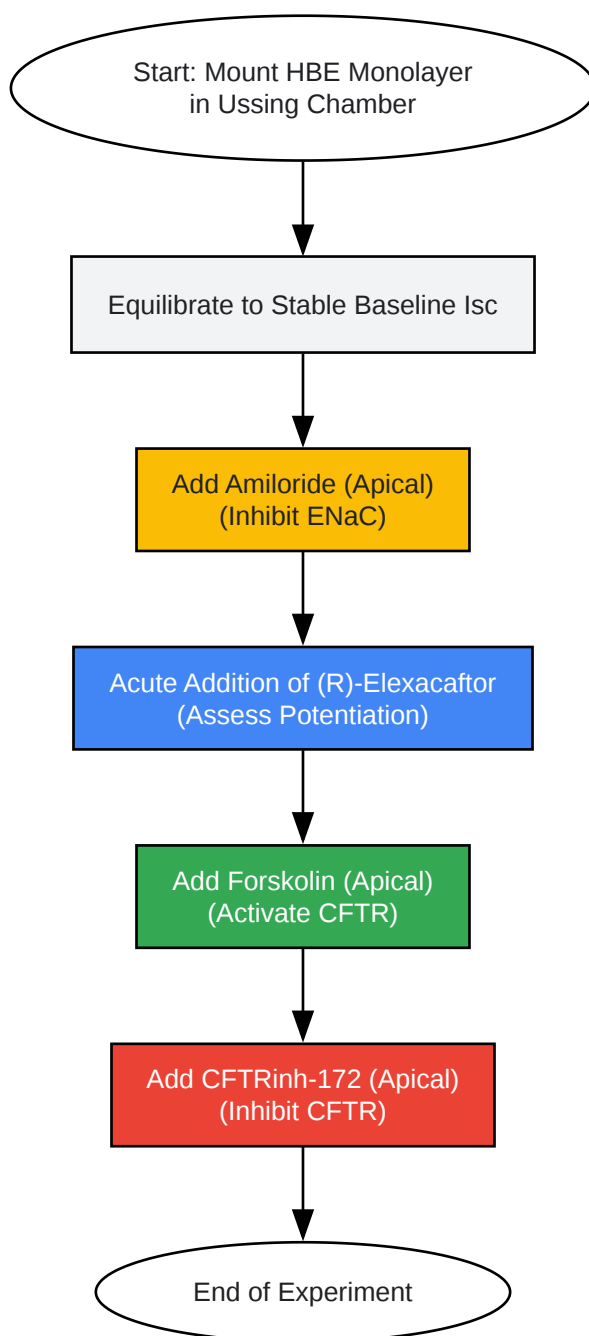 Start: Mount HBE Monolayer
in Ussing Chamber
Equilibrate to Stable Baseline Isc
Add Amiloride (Apical)
(Inhibit ENaC)
Acute Addition of (R)-Elexacaftor
(Assess Potentiation)
Add Forskolin (Apical)
(Activate CFTR)
Add CFTRinh-172 (Apical)
(Inhibit CFTR)
End of Experiment